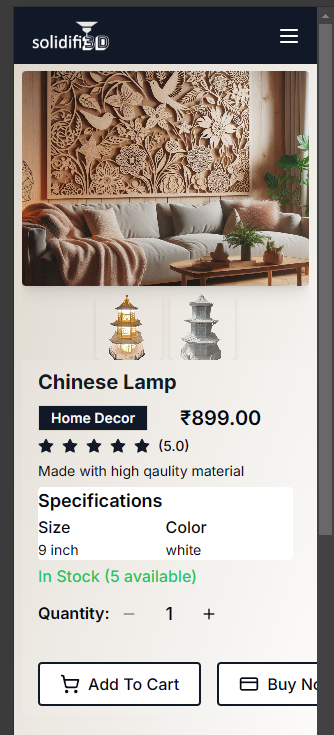 solidifi3D
Chinese Lamp
Home Decor ₹899.00
(5.0)
Made with high qaulity material
Specifications
Size Color
9 inch white
In Stock (5 available)
Quantity: − 1 +
Add To Cart Buy No